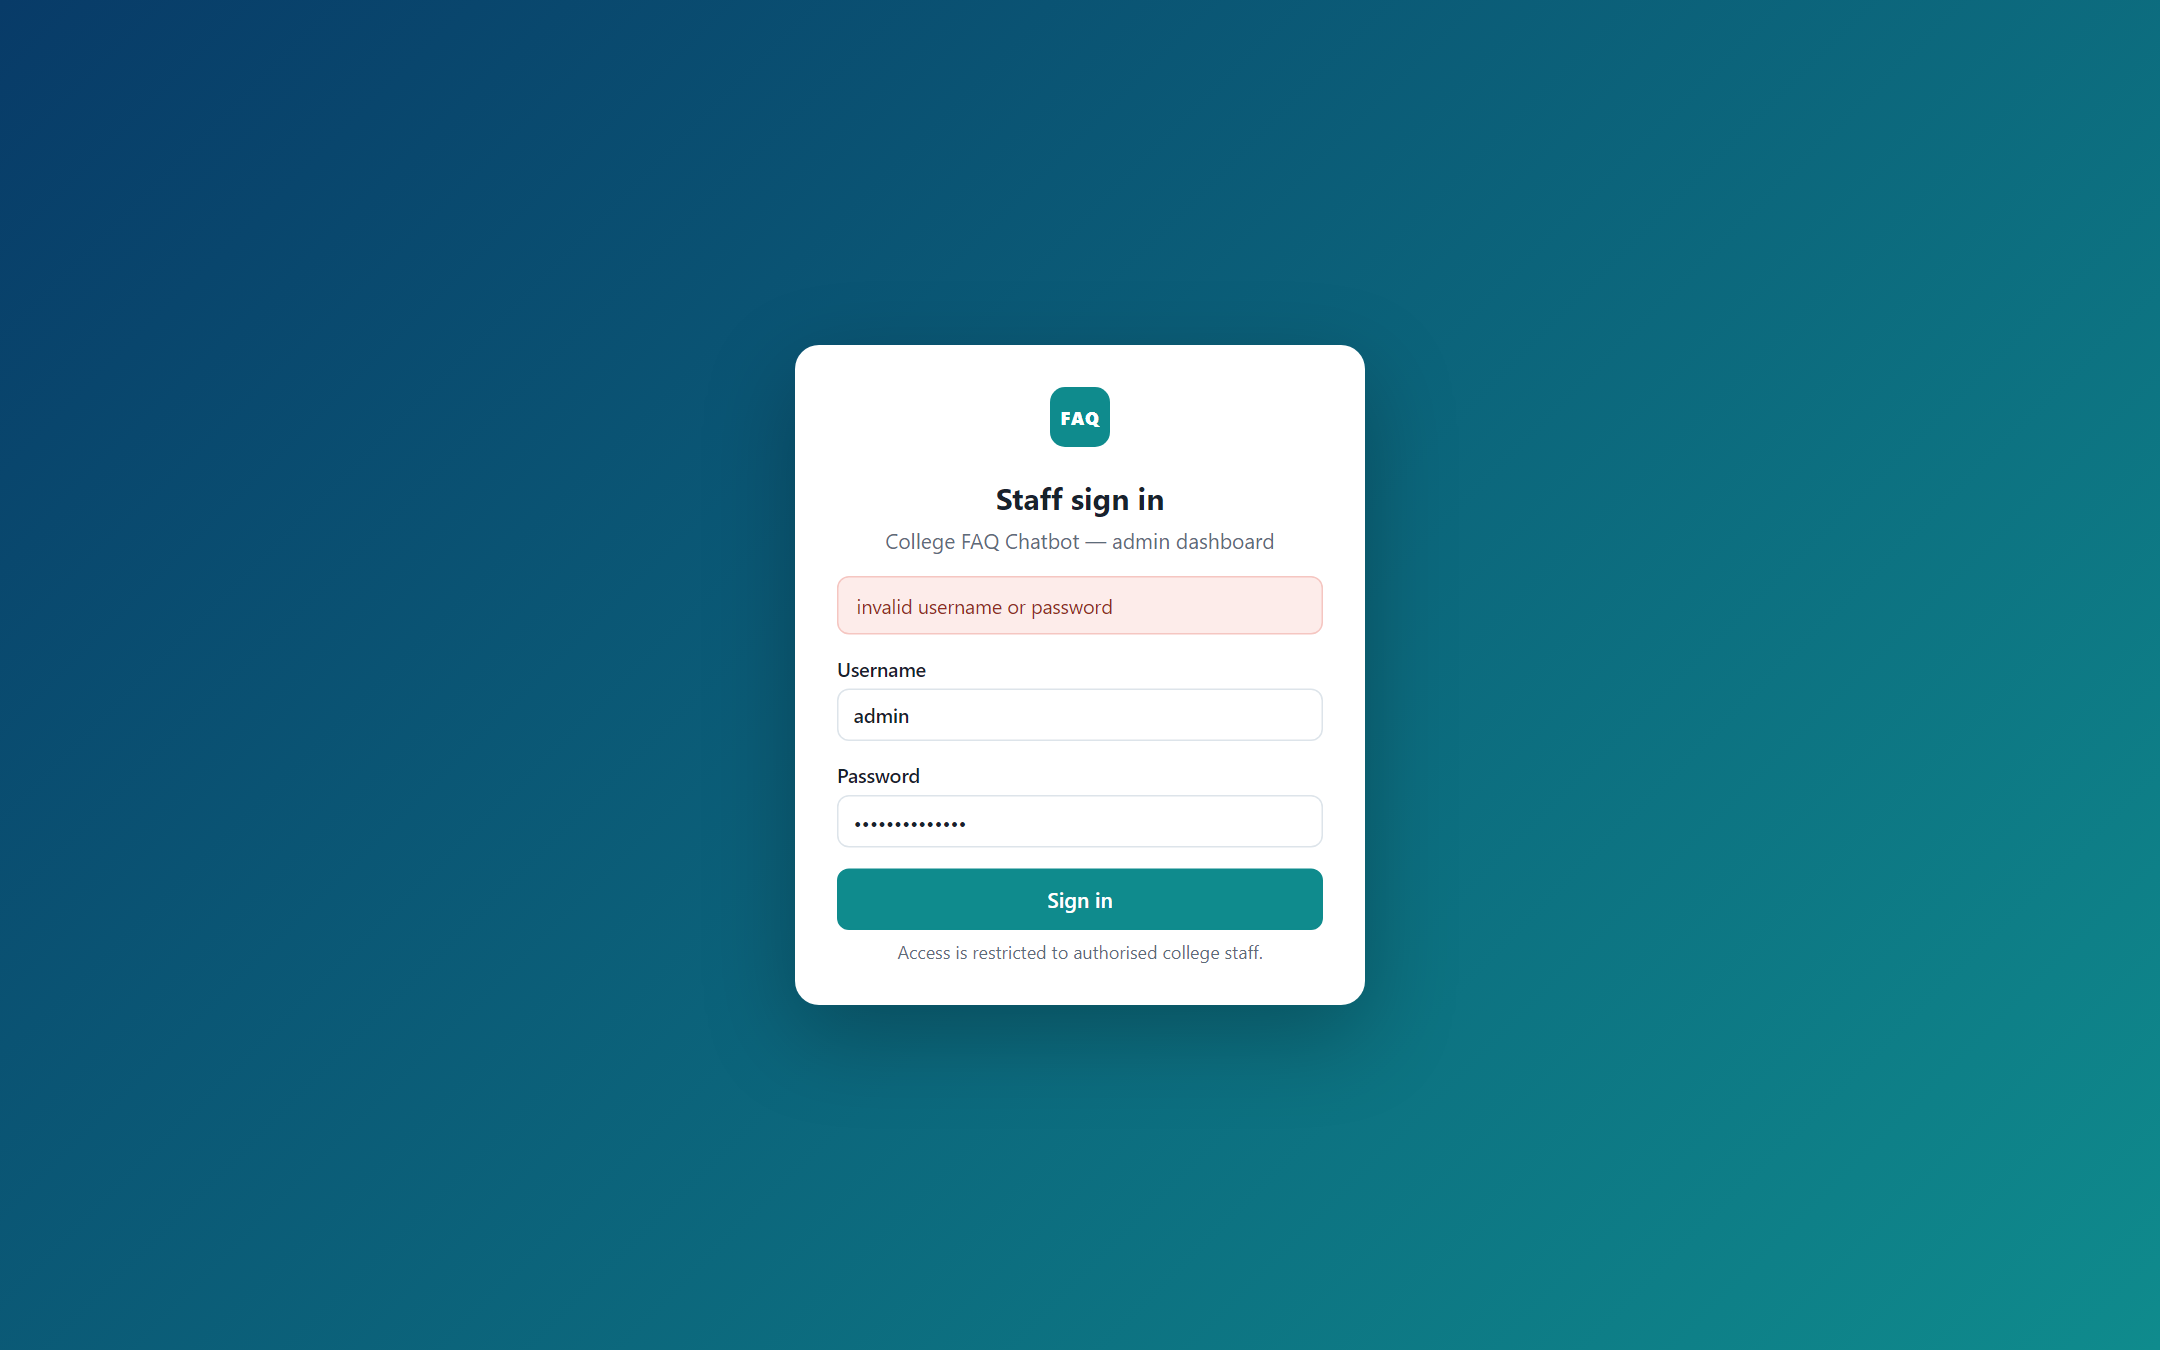 FAQ
Staff sign in
College FAQ Chatbot — admin dashboard
invalid username or password
Username
admin
Password
••••••••••••••
Sign in
Access is restricted to authorised college staff.